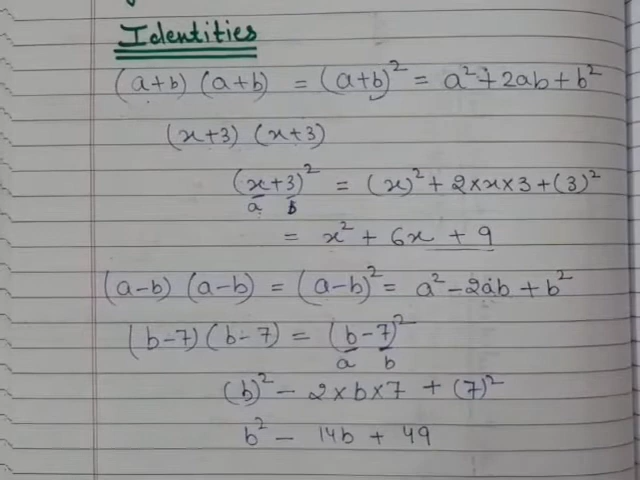 Identities
(a+b) (a+b) = (a+b)² = a² + 2ab + b²
(x+3) (x+3)
(x+3)² = (x)² + 2×x×3 + (3)²
a b
= x² + 6x + 9
(a-b) (a-b) = (a-b)² = a² - 2ab + b²
(b-7) (b-7) = (b-7)²
a b
(b)² - 2×b×7 + (7)²
b² - 14b + 49